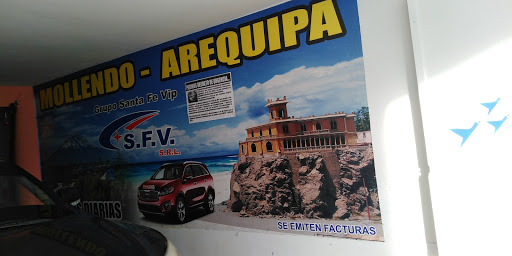 MOLLENDO - AREQUIPA
Grupo Santa Fe Vip
S.F.V.
S.R.L.
DIARIAS
SE EMITEN FACTURAS